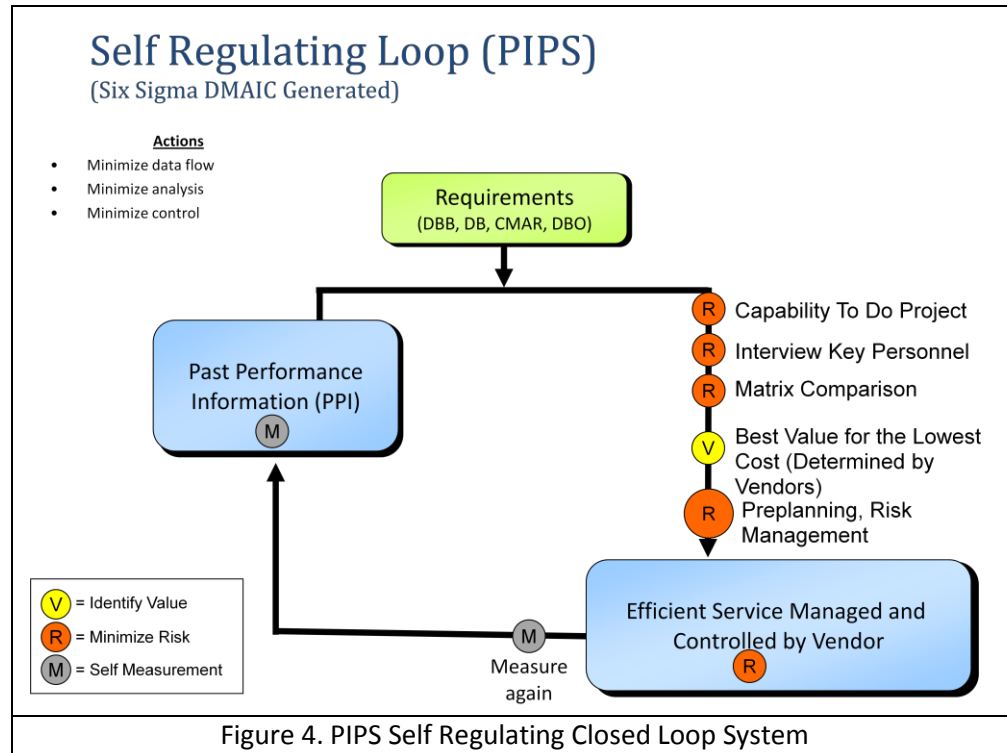 Self Regulating Loop (PIPS)
(Six Sigma DMAIC Generated)
Actions
• Minimize data flow
• Minimize analysis
• Minimize control
Requirements
(DBB, DB, CMAR, DBO)
R Capability To Do Project
R Interview Key Personnel
R Matrix Comparison
V Best Value for the Lowest
Cost (Determined by
Vendors)
R Preplanning, Risk
Management
Past Performance
Information (PPI)
M
Efficient Service Managed and
Controlled by Vendor
R
M
Measure
again
V = Identify Value
R = Minimize Risk
M = Self Measurement
Figure 4. PIPS Self Regulating Closed Loop System